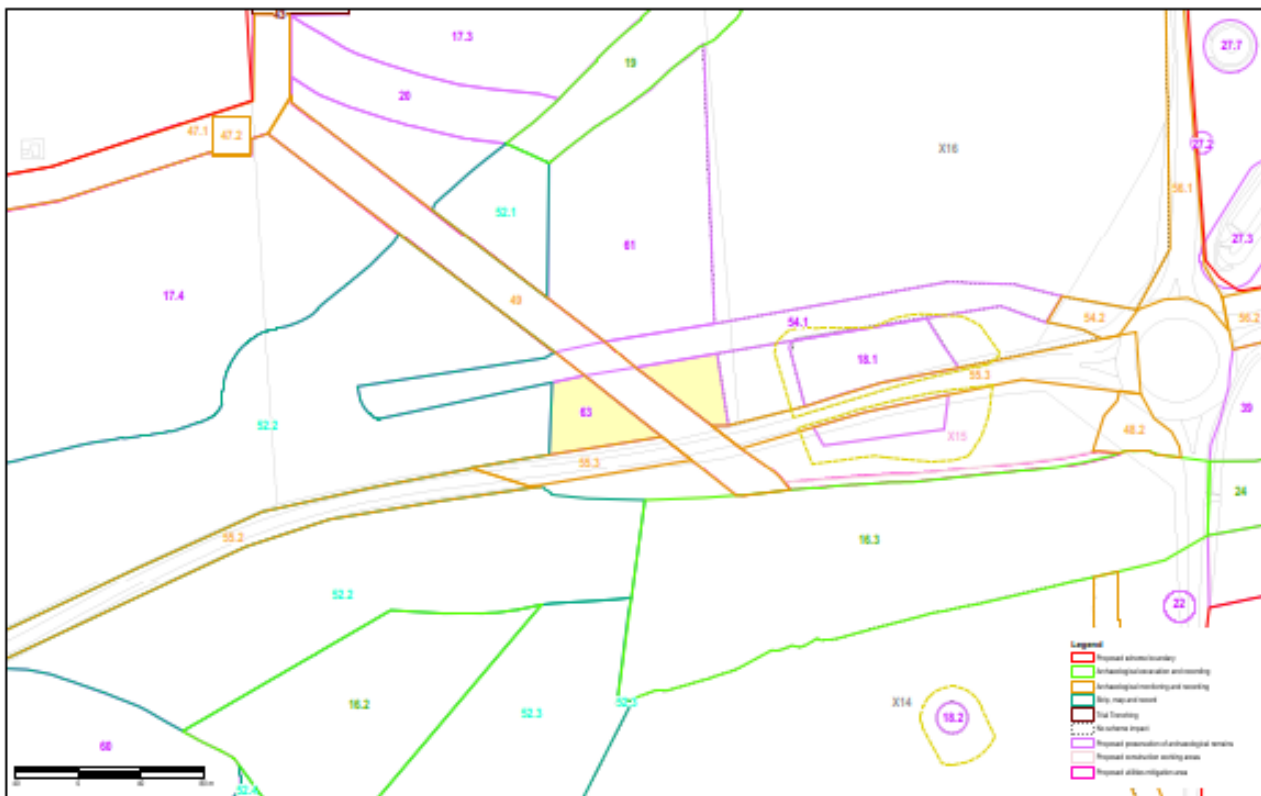 17.3
19
27.7
20
47.1
47.2
27.2
X16
56.1
52.1
61
27.3
17.4
49
54.1
54.2
56.2
18.1
55.3
63
39
52.2
X15
48.2
55.3
24
55.2
16.3
52.2
22
16.2
52.3
X14
18.2
60
Legend
Proposed scheme boundary
Archaeological excavation and recording
Archaeological monitoring and recording
Strip, map and record
Trial Trenching
No scheme impact
Proposed preservation of archaeological remains
Proposed construction working areas
Proposed utilities mitigation area
52.4